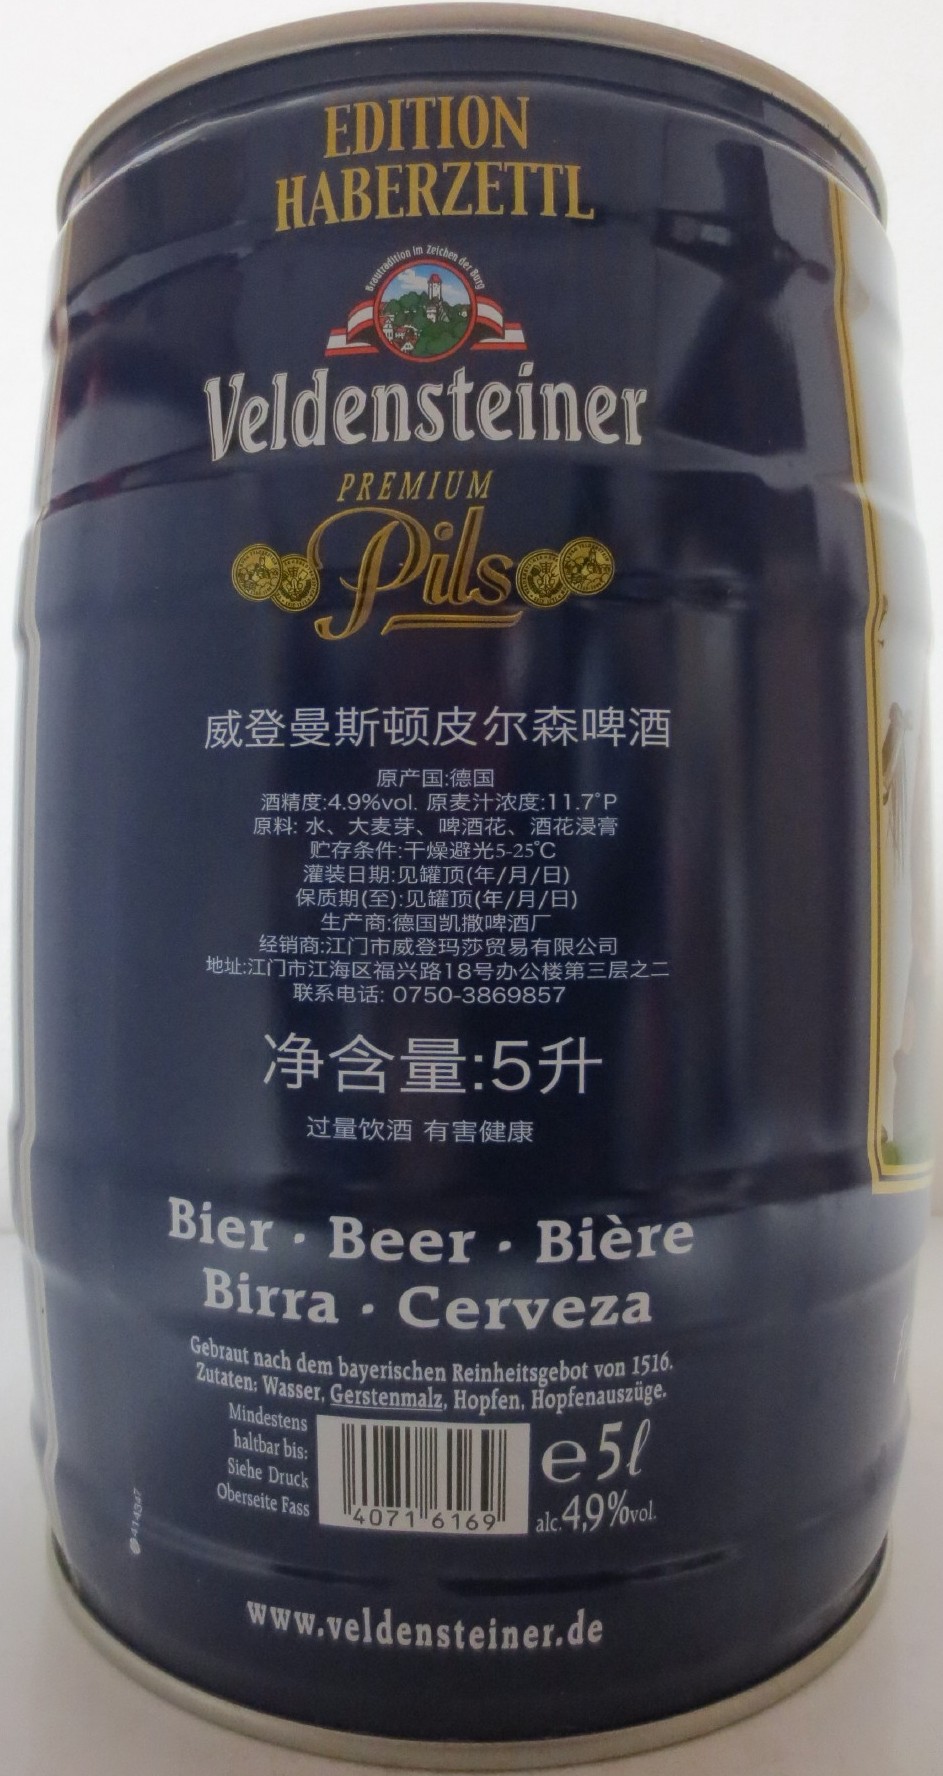 EDITION
HABERZETTL
Brautradition im Zeichen der Burg
Veldensteiner
PREMIUM
Pils
威登曼斯顿皮尔森啤酒
原产国:德国
酒精度:4.9%vol. 原麦汁浓度:11.7°P
原料: 水、大麦芽、啤酒花、酒花浸膏
贮存条件:干燥避光5-25℃
灌装日期:见罐顶(年/月/日)
保质期(至):见罐顶(年/月/日)
生产商:德国凯撒啤酒厂
经销商:江门市威登玛莎贸易有限公司
地址:江门市江海区福兴路18号办公楼第三层之二
联系电话: 0750-3869857
净含量:5升
过量饮酒 有害健康
Bier · Beer · Bière
Birra · Cerveza
Gebraut nach dem bayerischen Reinheitsgebot von 1516.
Zutaten: Wasser, Gerstenmalz, Hopfen, Hopfenauszüge.
Mindestens
haltbar bis:
Siehe Druck
Oberseite Fass
4071 6169
e 5l
alc. 4,9%vol.
414347
www.veldensteiner.de